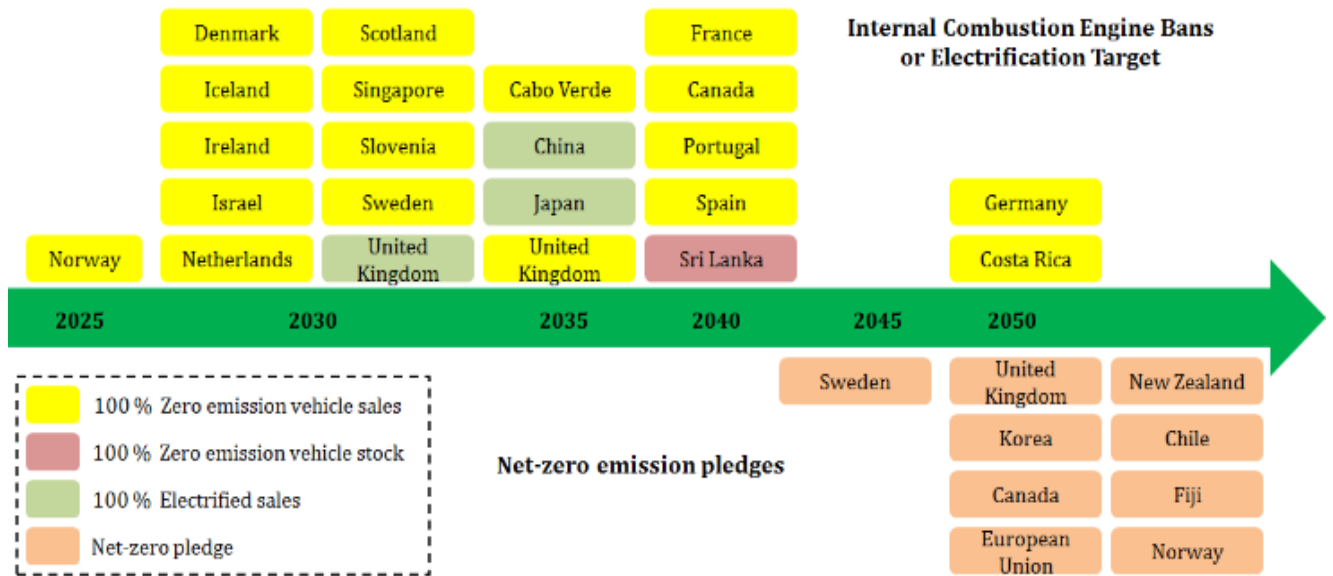 Internal Combustion Engine Bans
or Electrification Target
Denmark
Scotland
France
Iceland
Singapore
Cabo Verde
Canada
Ireland
Slovenia
China
Portugal
Israel
Sweden
Japan
Spain
Germany
Norway
Netherlands
United
Kingdom
United
Kingdom
Sri Lanka
Costa Rica
2025
2030
2035
2040
2045
2050
Sweden
United
Kingdom
New Zealand
Korea
Chile
Canada
Fiji
European
Union
Norway
Net-zero emission pledges
100 % Zero emission vehicle sales
100 % Zero emission vehicle stock
100 % Electrified sales
Net-zero pledge